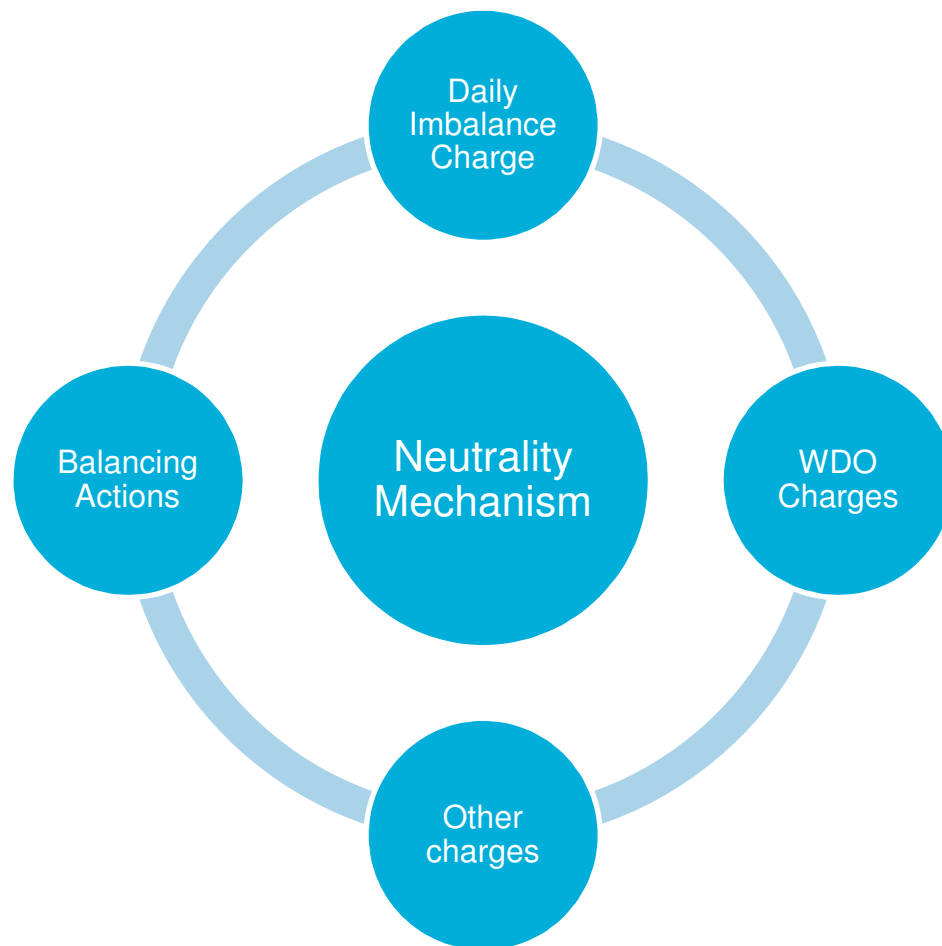 Daily
Imbalance
Charge
Balancing
Actions
Neutrality
Mechanism
WDO
Charges
Other
charges